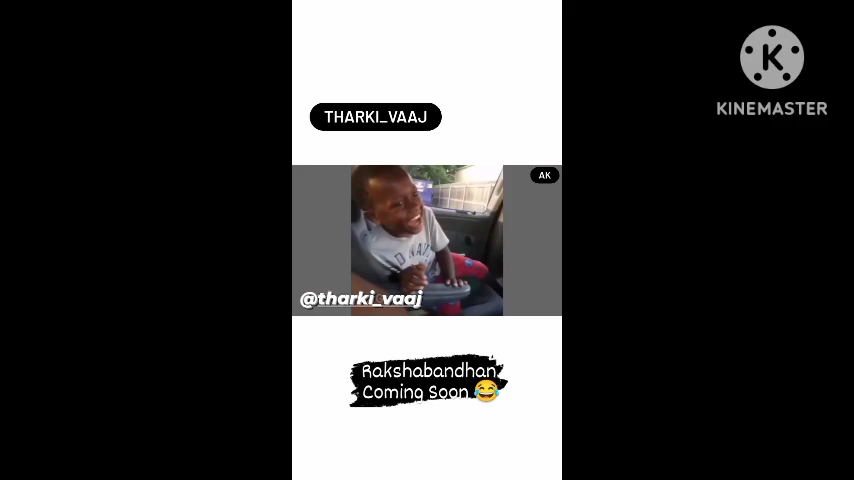 THARKI_VAAJ
KINEMASTER
AK
@tharki_vaaj
Rakshabandhan
Coming Soon 😂